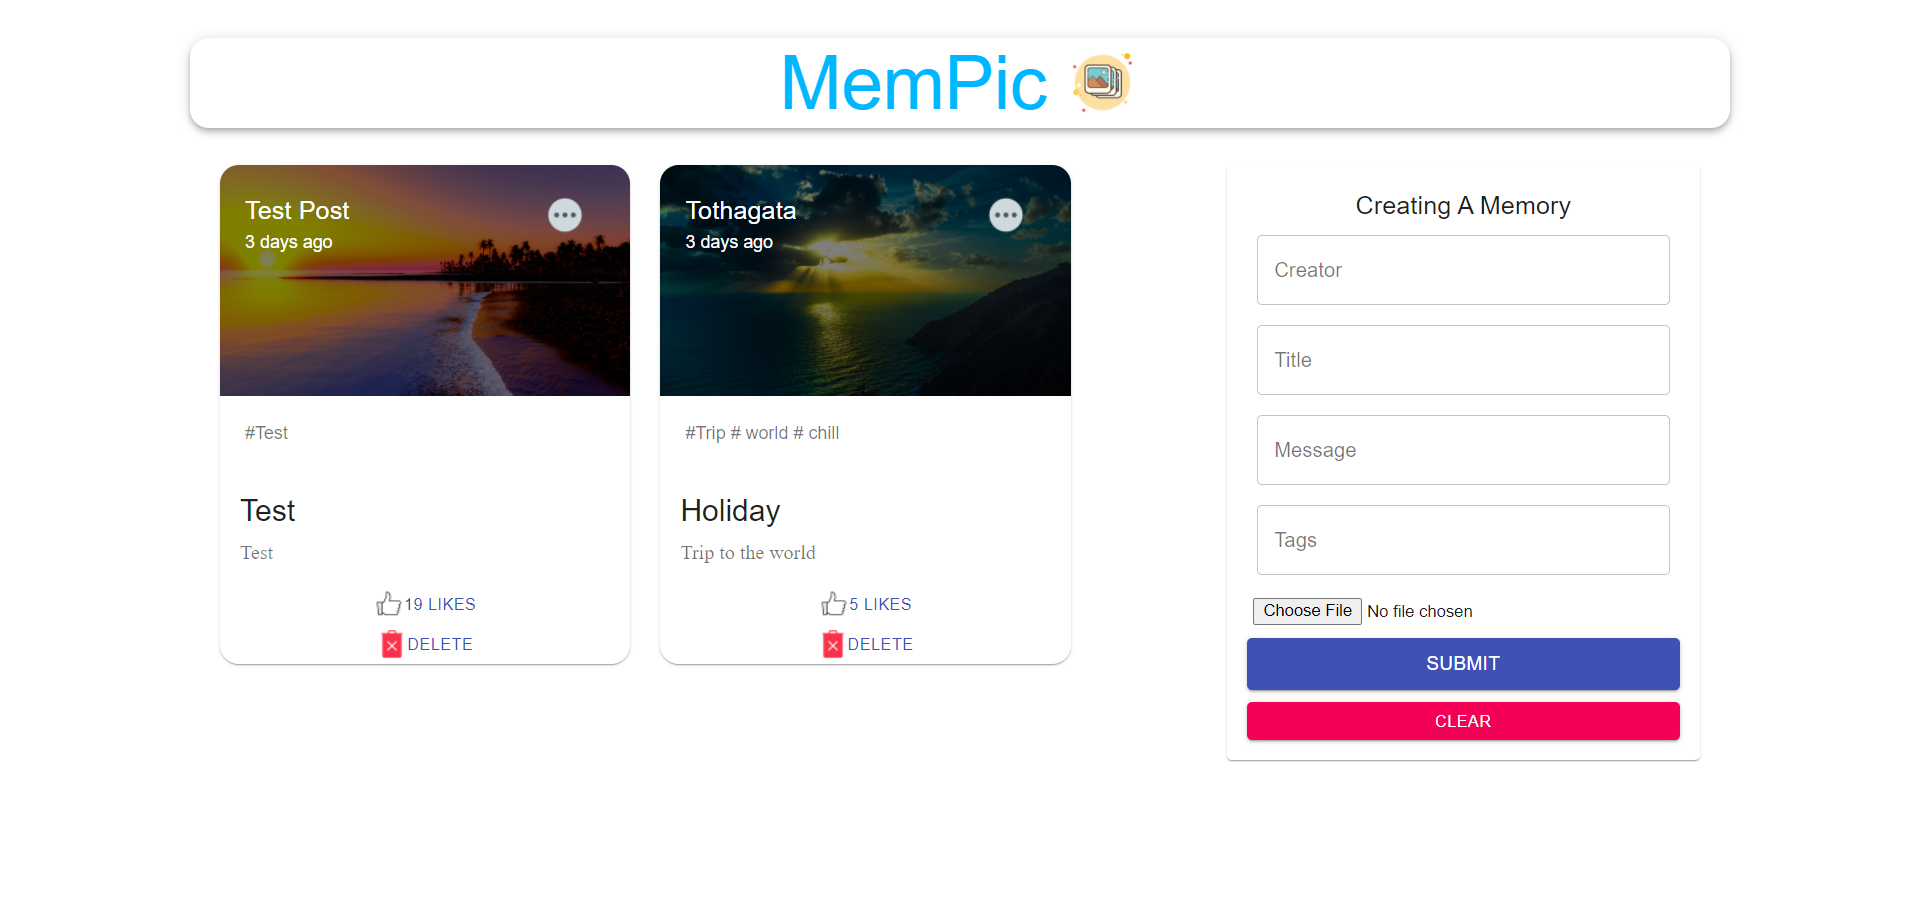 MemPic
Test Post
3 days ago
#Test
Test
Test
19 LIKES
DELETE
Tothagata
3 days ago
#Trip # world # chill
Holiday
Trip to the world
5 LIKES
DELETE
Creating A Memory
Creator
Title
Message
Tags
Choose File No file chosen
SUBMIT
CLEAR